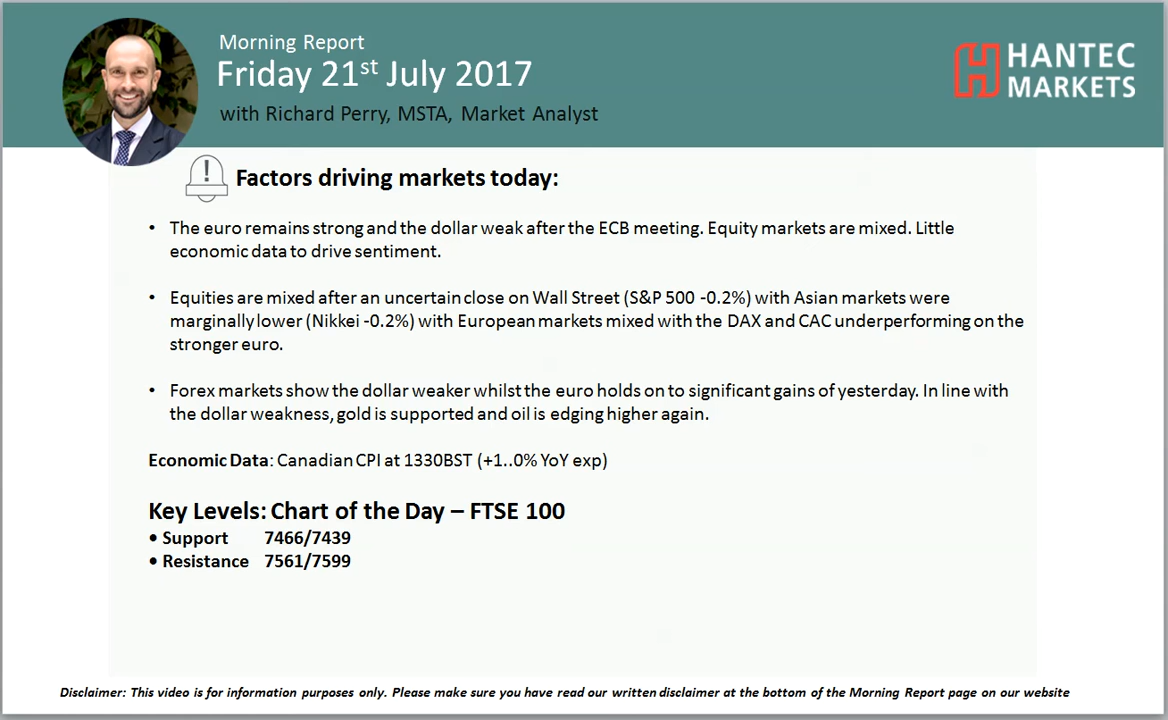 Morning Report
Friday 21st July 2017
with Richard Perry, MSTA, Market Analyst
HANTEC
MARKETS
! Factors driving markets today:
• The euro remains strong and the dollar weak after the ECB meeting. Equity markets are mixed. Little
economic data to drive sentiment.
• Equities are mixed after an uncertain close on Wall Street (S&P 500 -0.2%) with Asian markets were
marginally lower (Nikkei -0.2%) with European markets mixed with the DAX and CAC underperforming on the
stronger euro.
• Forex markets show the dollar weaker whilst the euro holds on to significant gains of yesterday. In line with
the dollar weakness, gold is supported and oil is edging higher again.
Economic Data: Canadian CPI at 1330BST (+1..0% YoY exp)
Key Levels: Chart of the Day – FTSE 100
• Support 7466/7439
• Resistance 7561/7599
Disclaimer: This video is for information purposes only. Please make sure you have read our written disclaimer at the bottom of the Morning Report page on our website